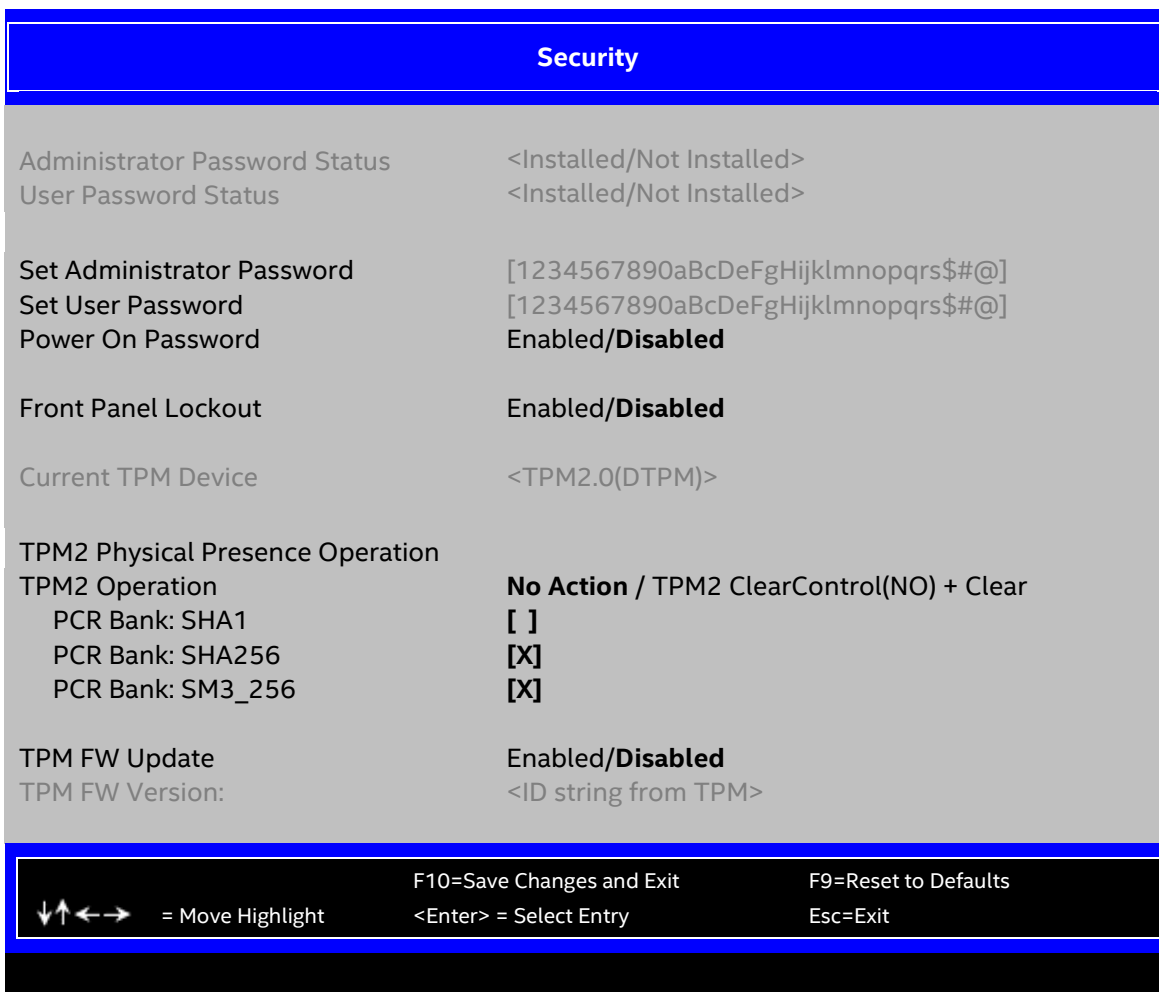 Security
Administrator Password Status <Installed/Not Installed>
User Password Status <Installed/Not Installed>
Set Administrator Password [1234567890aBcDeFgHijklmnopqrs$#@]
Set User Password [1234567890aBcDeFgHijklmnopqrs$#@]
Power On Password Enabled/Disabled
Front Panel Lockout Enabled/Disabled
Current TPM Device <TPM2.0(DTPM)>
TPM2 Physical Presence Operation
TPM2 Operation No Action / TPM2 ClearControl(NO) + Clear
PCR Bank: SHA1 [ ]
PCR Bank: SHA256 [X]
PCR Bank: SM3_256 [X]
TPM FW Update Enabled/Disabled
TPM FW Version: <ID string from TPM>
F10=Save Changes and Exit F9=Reset to Defaults
↓↑←→ = Move Highlight <Enter> = Select Entry Esc=Exit